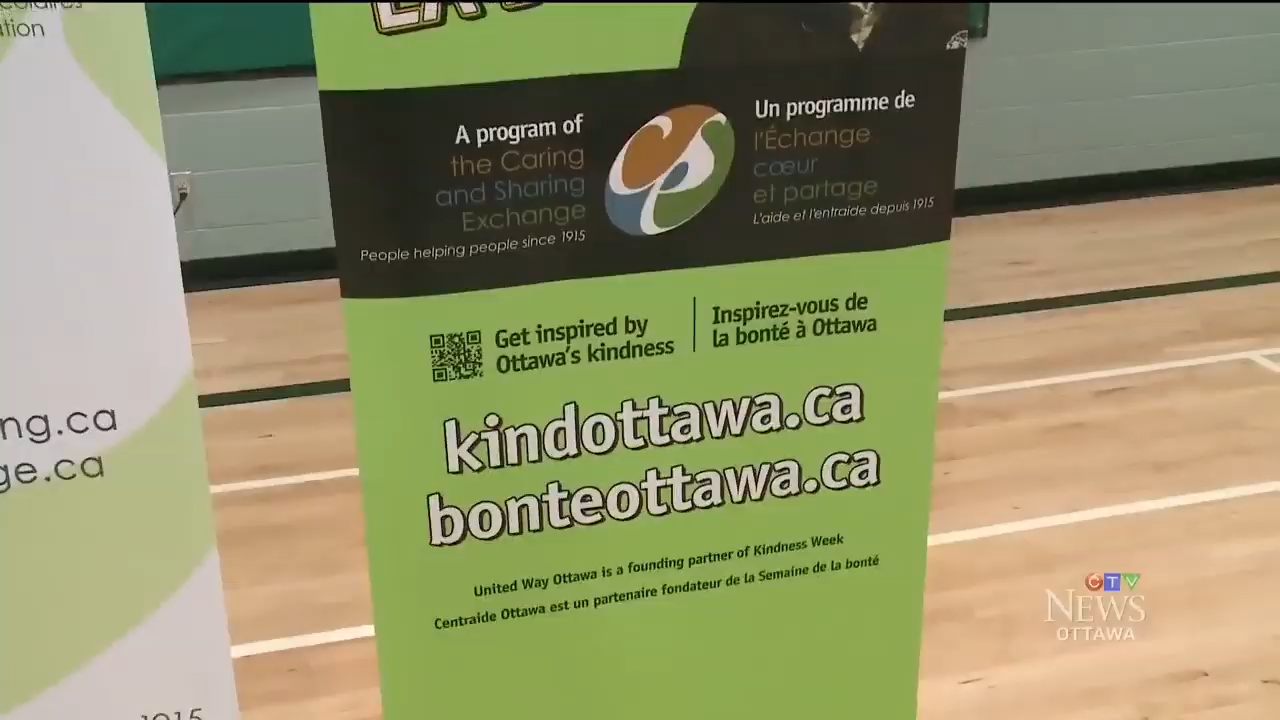 ation
ng.ca
ge.ca
1915
A program of
the Caring
and Sharing
Exchange
People helping people since 1915
Un programme de
l'Échange
cœur
et partage
L'aide et l'entraide depuis 1915
Get inspired by
Ottawa's kindness
Inspirez-vous de
la bonté à Ottawa
kindottawa.ca
bonteottawa.ca
United Way Ottawa is a founding partner of Kindness Week
Centraide Ottawa est un partenaire fondateur de la Semaine de la bonté
CTV
NEWS
OTTAWA